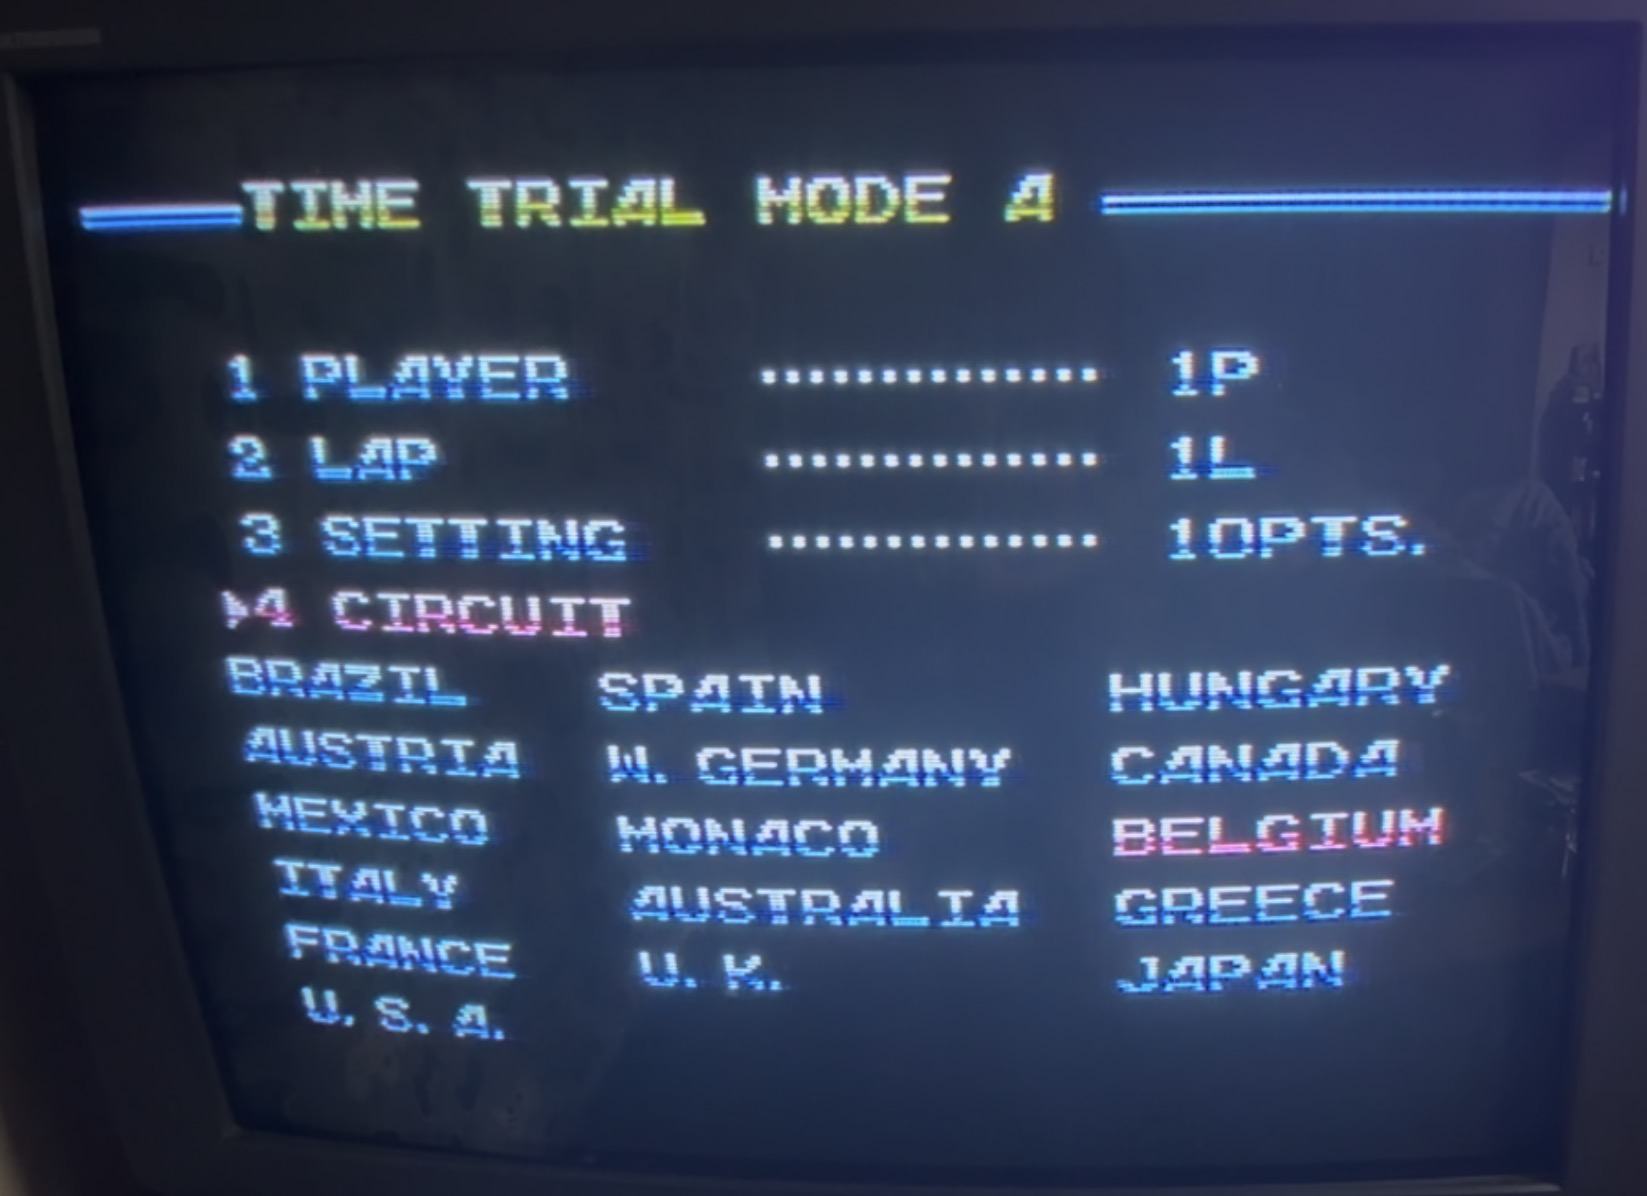 TIME TRIAL MODE A
1 PLAYER .............. 1P
2 LAP .............. 1L
3 SETTING .............. 10PTS.
▶4 CIRCUIT
BRAZIL SPAIN HUNGARY
AUSTRIA W. GERMANY CANADA
MEXICO MONACO BELGIUM
ITALY AUSTRALIA GREECE
FRANCE U. K. JAPAN
U. S. A.